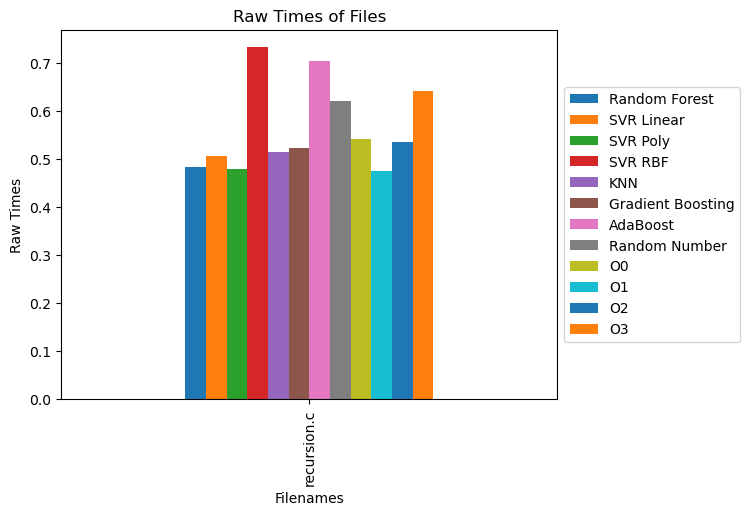 Raw Times of Files
Raw Times
0.7
0.6
0.5
0.4
0.3
0.2
0.1
0.0
recursion.c
Filenames
Random Forest
SVR Linear
SVR Poly
SVR RBF
KNN
Gradient Boosting
AdaBoost
Random Number
O0
O1
O2
O3